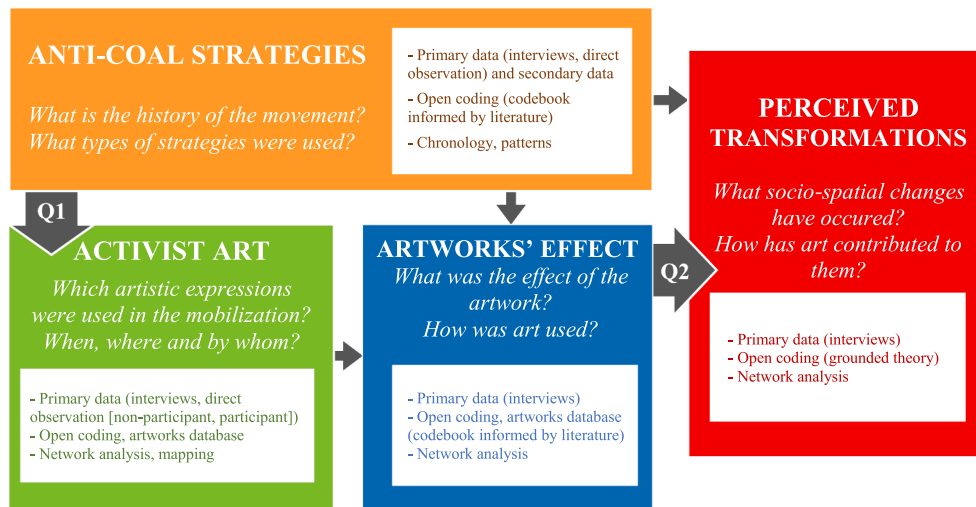 ANTI-COAL STRATEGIES
What is the history of the movement?
What types of strategies were used?
- Primary data (interviews, direct
observation) and secondary data
- Open coding (codebook
informed by literature)
- Chronology, patterns
Q1
ACTIVIST ART
Which artistic expressions
were used in the mobilization?
When, where and by whom?
- Primary data (interviews, direct
observation [non-participant, participant])
- Open coding, artworks database
- Network analysis, mapping
ARTWORKS’ EFFECT
What was the effect of the
artwork?
How was art used?
- Primary data (interviews)
- Open coding, artworks database
(codebook informed by literature)
- Network analysis
Q2
PERCEIVED
TRANSFORMATIONS
What socio-spatial changes
have occured?
How has art contributed to
them?
- Primary data (interviews)
- Open coding (grounded theory)
- Network analysis